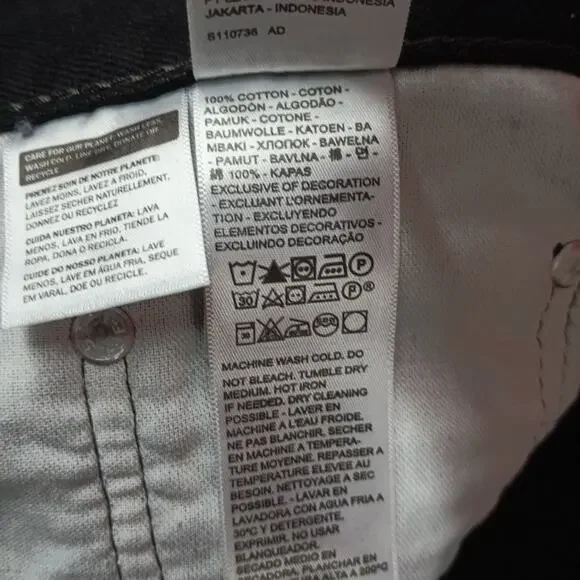 JAKARTA - INDONESIA
S110736 AD
CARE FOR OUR PLANET: WASH LESS,
WASH COLD, LINE DRY, DONATE OR
RECYCLE
PRENEZ SOIN DE NOTRE PLANÈTE:
LAVEZ MOINS, LAVEZ A FROID,
LAISSEZ SECHER NATURELLEMENT,
DONNEZ OU RECYCLEZ
CUIDA NUESTRO PLANETA: LAVA
MENOS, LAVA EN FRIO, TIENDE LA
ROPA, DONA O RECICLA.
CUIDE DO NOSSO PLANETA: LAVE
MENOS, LAVE EM ÁGUA FRIA, SEQUE
EM VARAL, DOE OU RECICLE.
100% COTTON - COTON -
ALGODÓN - ALGODÃO -
PAMUK - COTONE -
BAUMWOLLE - KATOEN - BA
MBAKI - ХЛОПОК - BAWEŁNA
- PAMUT - BAVLNA - 棉 - 면 -
綿 100% - KAPAS
EXCLUSIVE OF DECORATION
- EXCLUANT L'ORNEMENTA-
TION - EXCLUYENDO
ELEMENTOS DECORATIVOS -
EXCLUINDO DECORAÇÃO
P
30 P
30
MACHINE WASH COLD. DO
NOT BLEACH. TUMBLE DRY
MEDIUM. HOT IRON
IF NEEDED. DRY CLEANING
POSSIBLE - LAVER EN
MACHINE A L'EAU FROIDE.
NE PAS BLANCHIR. SECHER
EN MACHINE A TEMPERA-
TURE MOYENNE. REPASSER A
TEMPERATURE ELEVEE AU
BESOIN. NETTOYAGE A SEC
POSSIBLE. - LAVAR EN
LAVADORA CON AGUA FRIA A
30ºC Y DETERGENTE.
EXPRIMIR. NO USAR
BLANQUEADOR.
SECADO MEDIO EN
SECADORA. PLANCHAR EN
ALTA A 200ºC